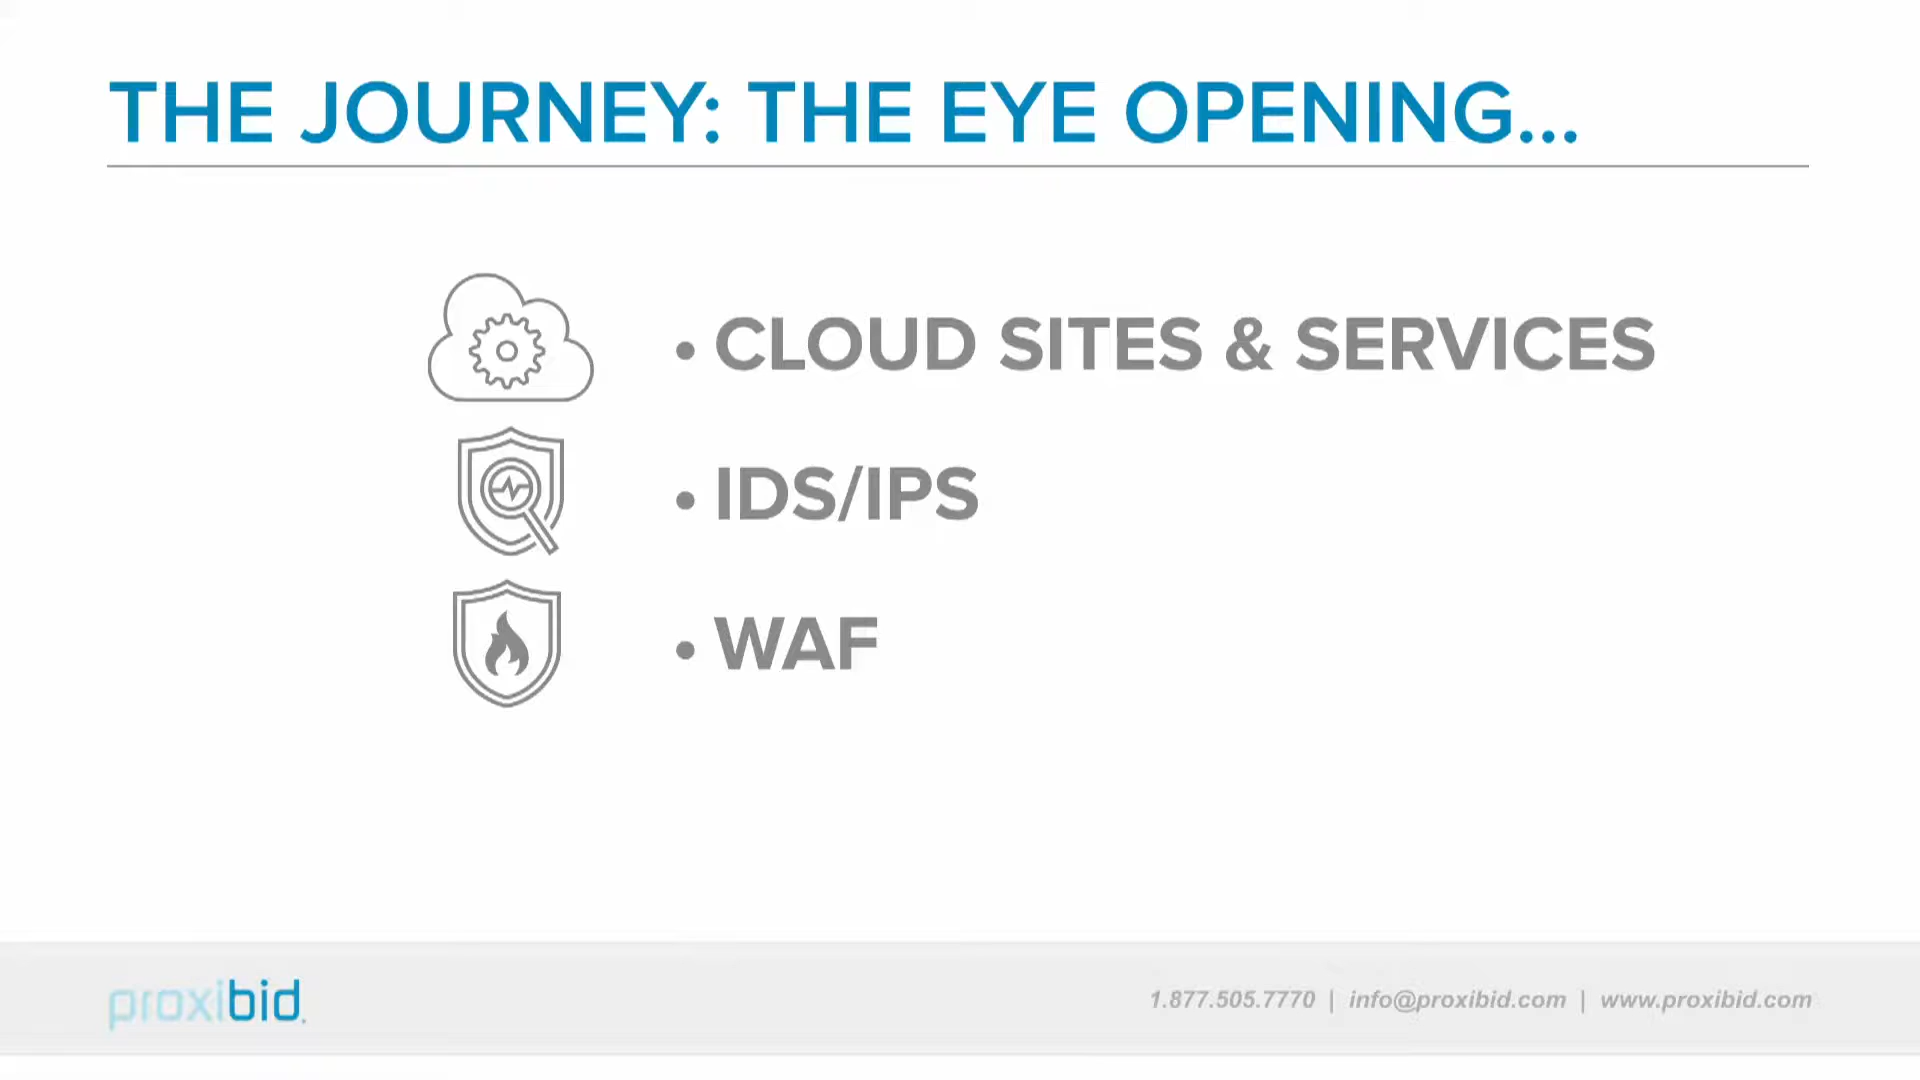 THE JOURNEY: THE EYE OPENING...
• CLOUD SITES & SERVICES
• IDS/IPS
• WAF
proxibid.
1.877.505.7770 | info@proxibid.com | www.proxibid.com